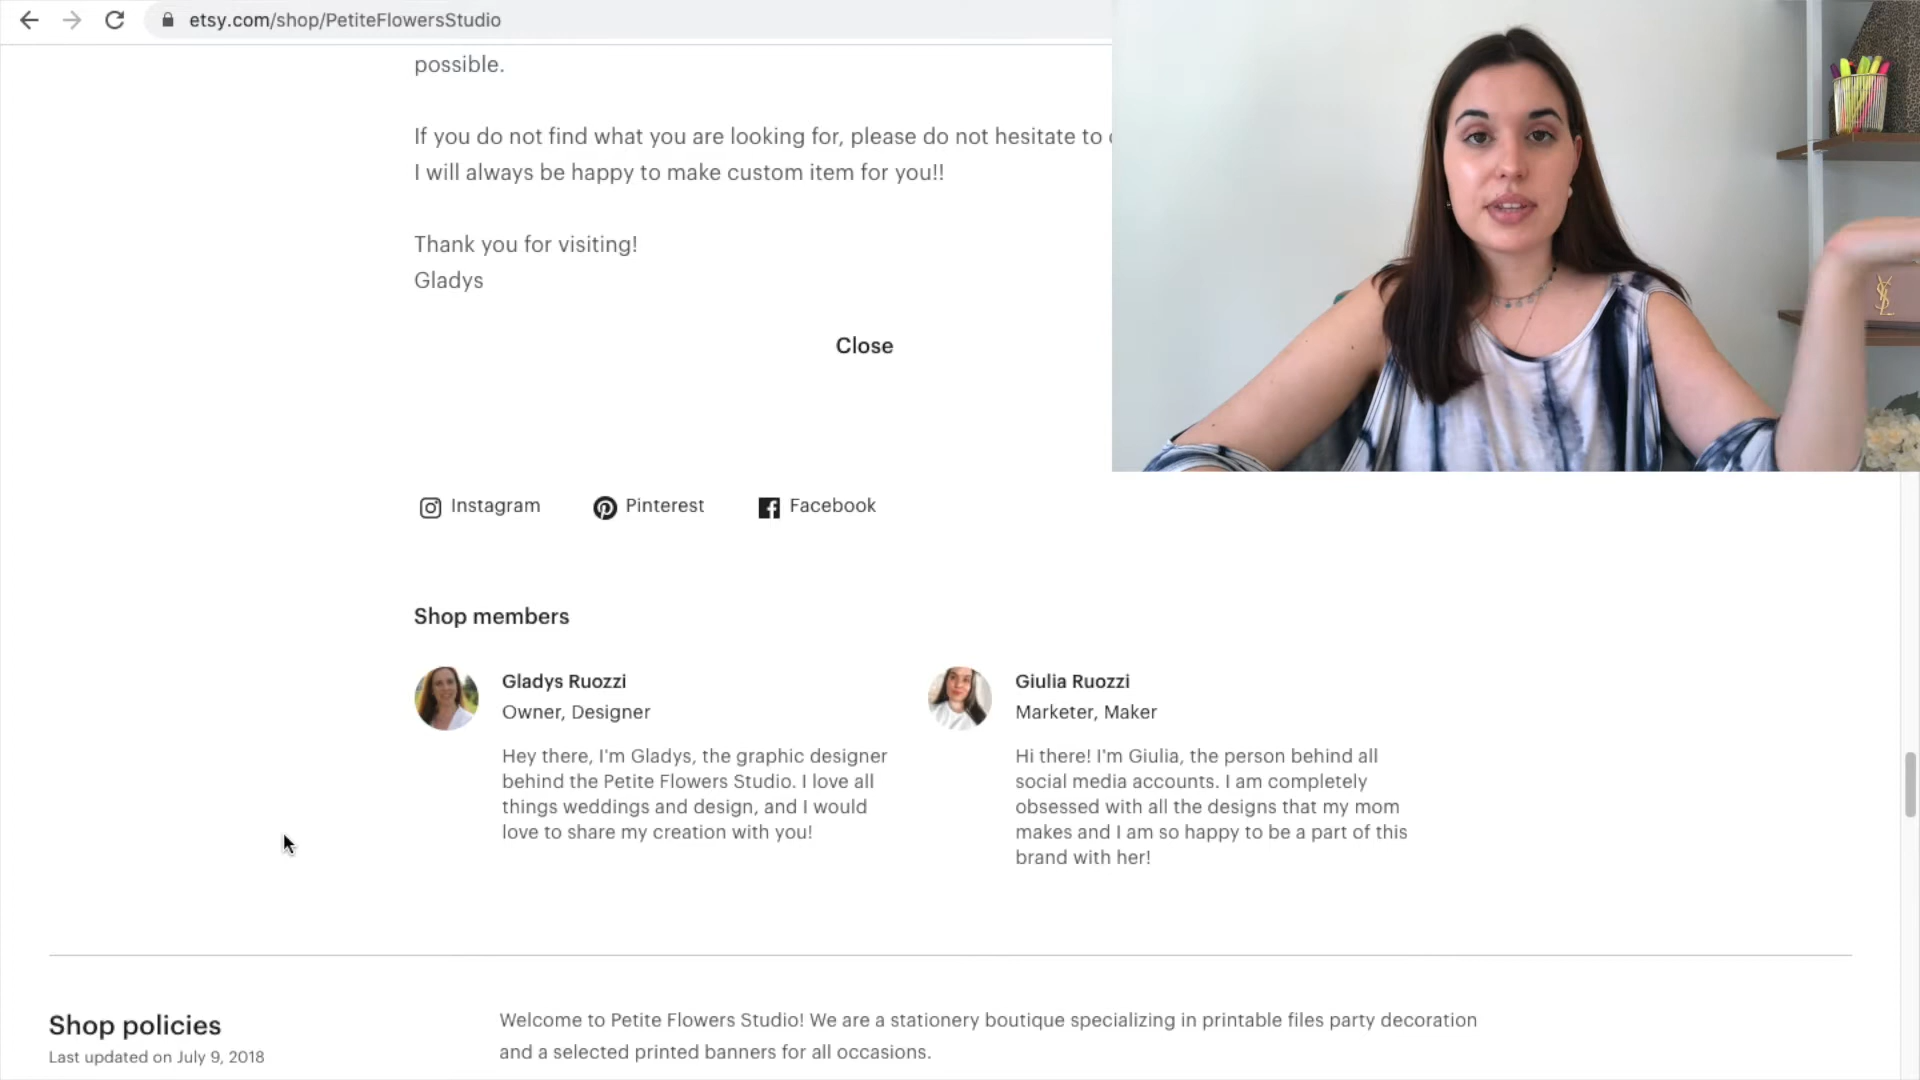 etsy.com/shop/PetiteFlowersStudio
possible.
If you do not find what you are looking for, please do not hesitate to
I will always be happy to make custom item for you!!
Thank you for visiting!
Gladys
Close
Instagram
Pinterest
Facebook
Shop members
Gladys Ruozzi
Owner, Designer
Hey there, I'm Gladys, the graphic designer
behind the Petite Flowers Studio. I love all
things weddings and design, and I would
love to share my creation with you!
Giulia Ruozzi
Marketer, Maker
Hi there! I'm Giulia, the person behind all
social media accounts. I am completely
obsessed with all the designs that my mom
makes and I am so happy to be a part of this
brand with her!
Shop policies
Last updated on July 9, 2018
Welcome to Petite Flowers Studio! We are a stationery boutique specializing in printable files party decoration
and a selected printed banners for all occasions.
YSL